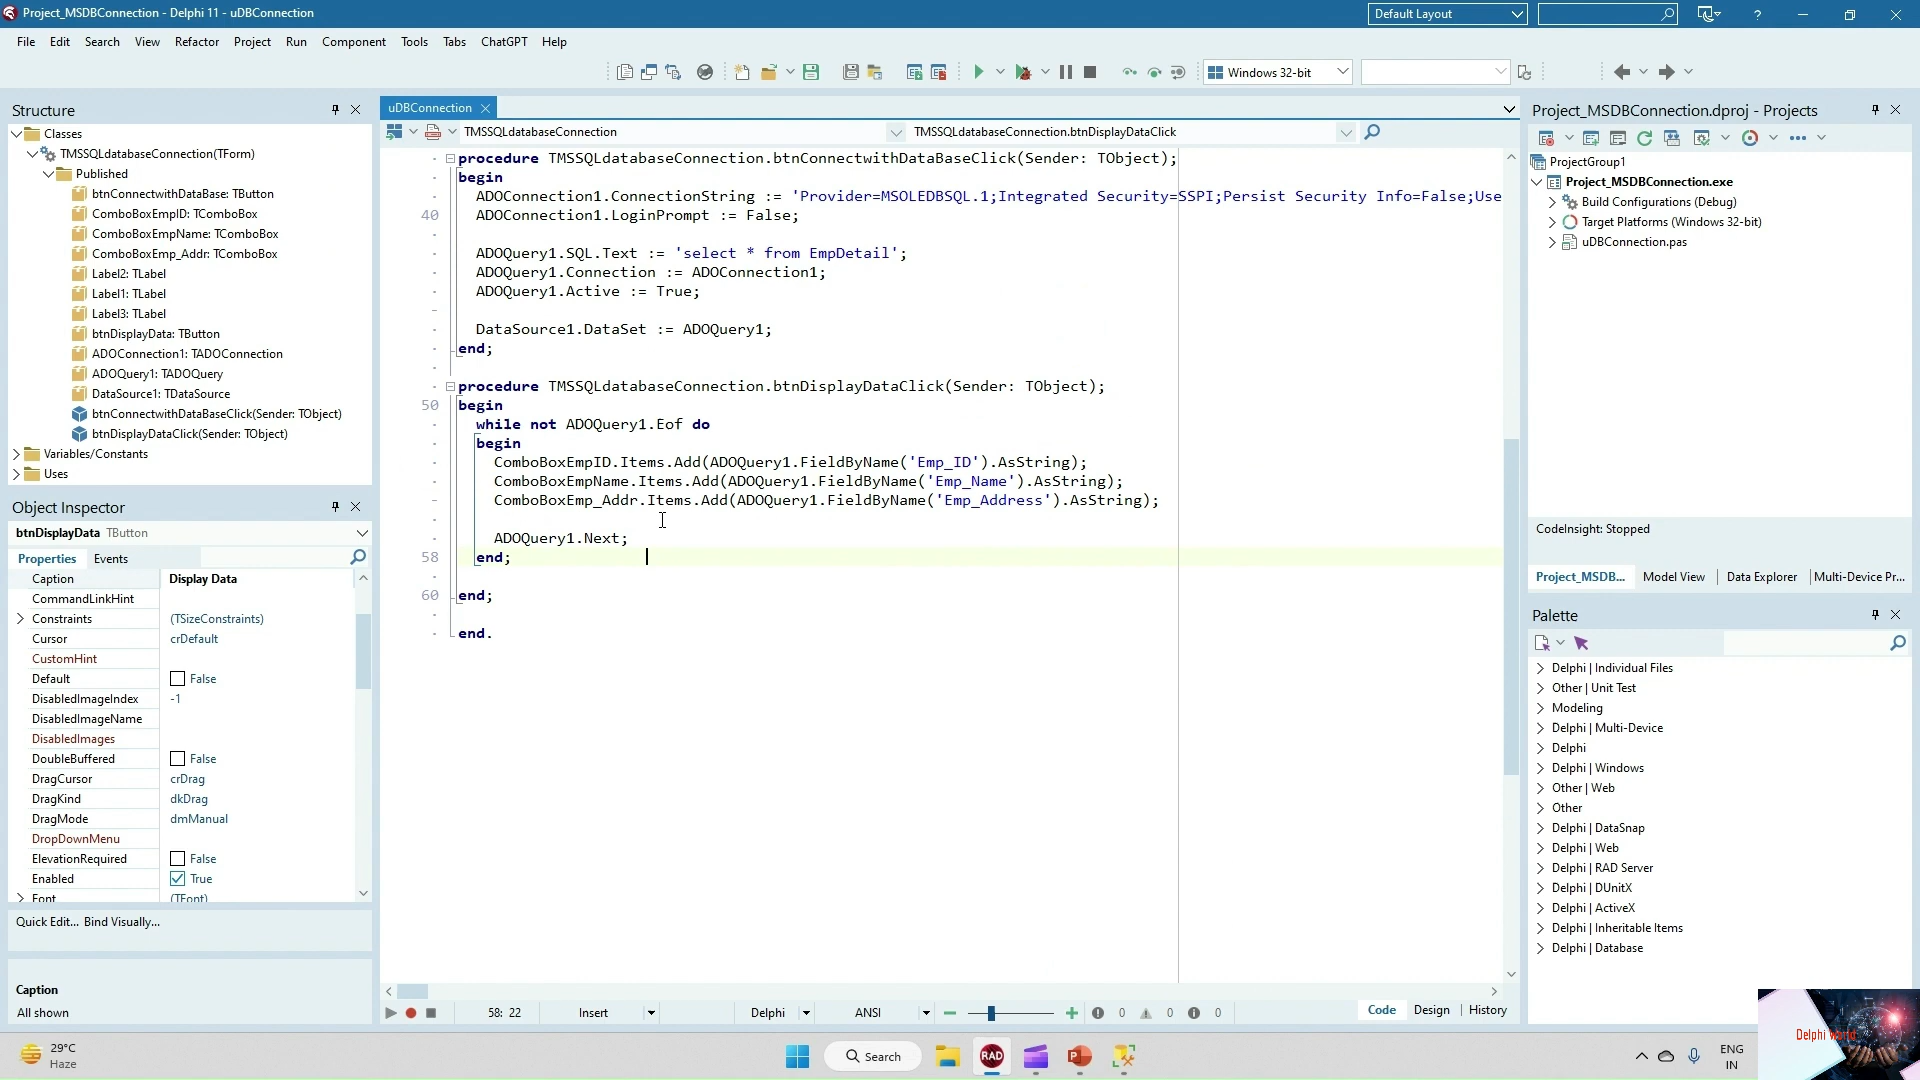 Project_MSDBConnection - Delphi 11 - uDBConnection
Default Layout
?
File Edit Search View Refactor Project Run Component Tools Tabs ChatGPT Help
Windows 32-bit
Structure
Classes
TMSSQLdatabaseConnection(TForm)
Published
btnConnectwithDataBase: TButton
ComboBoxEmpID: TComboBox
ComboBoxEmpName: TComboBox
ComboBoxEmp_Addr: TComboBox
Label2: TLabel
Label1: TLabel
Label3: TLabel
btnDisplayData: TButton
ADOConnection1: TADOConnection
ADOQuery1: TADOQuery
DataSource1: TDataSource
btnConnectwithDataBaseClick(Sender: TObject)
btnDisplayDataClick(Sender: TObject)
Variables/Constants
Uses
Object Inspector
btnDisplayData TButton
Properties Events
Caption Display Data
CommandLinkHint
Constraints (TSizeConstraints)
Cursor crDefault
CustomHint
Default False
DisabledImageIndex -1
DisabledImageName
DisabledImages
DoubleBuffered False
DragCursor crDrag
DragKind dkDrag
DragMode dmManual
DropDownMenu
ElevationRequired False
Enabled True
Font (TFont)
Quick Edit... Bind Visually...
Caption
All shown
uDBConnection
TMSSQLdatabaseConnection TMSSQLdatabaseConnection.btnDisplayDataClick
procedure TMSSQLdatabaseConnection.btnConnectwithDataBaseClick(Sender: TObject);
begin
ADOConnection1.ConnectionString := 'Provider=MSOLEDBSQL.1;Integrated Security=SSPI;Persist Security Info=False;Use
40 ADOConnection1.LoginPrompt := False;
ADOQuery1.SQL.Text := 'select * from EmpDetail';
ADOQuery1.Connection := ADOConnection1;
ADOQuery1.Active := True;
DataSource1.DataSet := ADOQuery1;
end;
procedure TMSSQLdatabaseConnection.btnDisplayDataClick(Sender: TObject);
50 begin
while not ADOQuery1.Eof do
begin
ComboBoxEmpID.Items.Add(ADOQuery1.FieldByName('Emp_ID').AsString);
ComboBoxEmpName.Items.Add(ADOQuery1.FieldByName('Emp_Name').AsString);
ComboBoxEmp_Addr.Items.Add(ADOQuery1.FieldByName('Emp_Address').AsString);
ADOQuery1.Next;
58 end;
60 end;
end.
58: 22 Insert Delphi ANSI 0 0 0 Code Design History
Project_MSDBConnection.dproj - Projects
ProjectGroup1
Project_MSDBConnection.exe
Build Configurations (Debug)
Target Platforms (Windows 32-bit)
uDBConnection.pas
CodeInsight: Stopped
Project_MSDB... Model View Data Explorer Multi-Device Pr...
Palette
Delphi | Individual Files
Other | Unit Test
Modeling
Delphi | Multi-Device
Delphi
Delphi | Windows
Other | Web
Other
Delphi | DataSnap
Delphi | Web
Delphi | RAD Server
Delphi | DUnitX
Delphi | ActiveX
Delphi | Inheritable Items
Delphi | Database
Delphi World
29°C
Haze
Search
RAD
ENG
IN